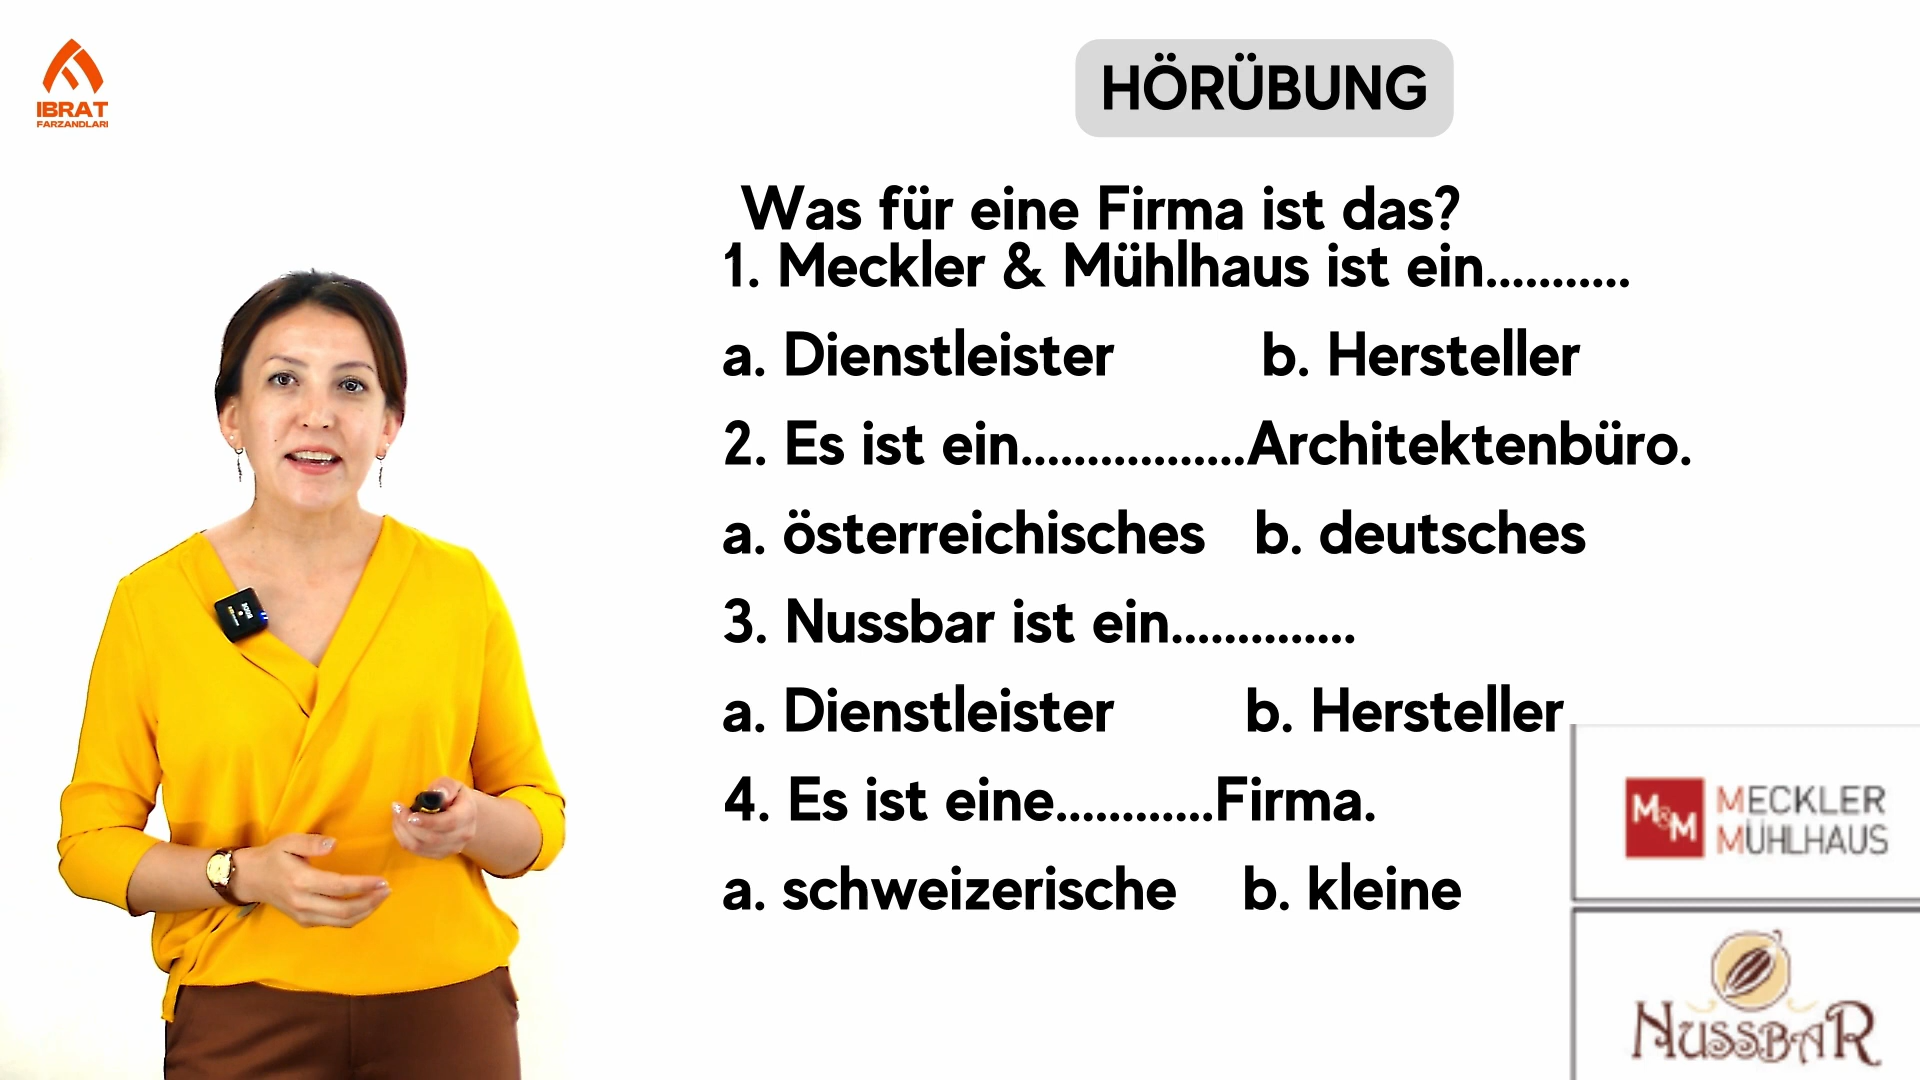 IBRAT
FARZANDLARI
HÖRÜBUNG
Was für eine Firma ist das?
1. Meckler & Mühlhaus ist ein...........
a. Dienstleister b. Hersteller
2. Es ist ein.................Architektenbüro.
a. österreichisches b. deutsches
3. Nussbar ist ein..............
a. Dienstleister b. Hersteller
4. Es ist eine............Firma.
a. schweizerische b. kleine
M&M MECKLER
MÜHLHAUS
NUSSBAR